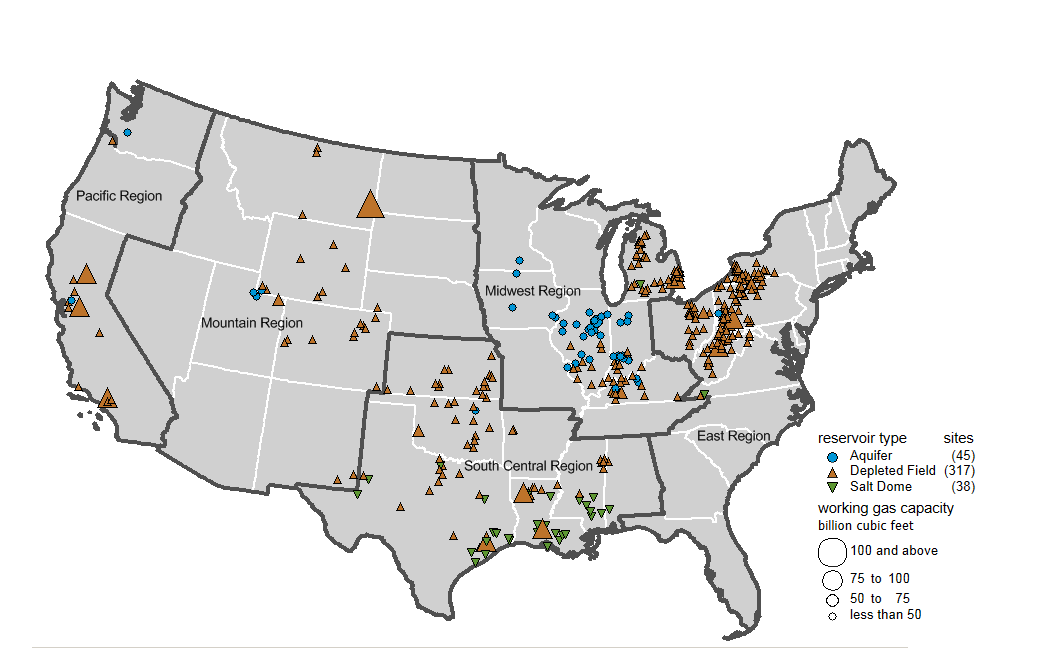 Pacific Region
Mountain Region
Midwest Region
South Central Region
East Region
reservoir type sites
Aquifer (45)
Depleted Field (317)
Salt Dome (38)
working gas capacity
billion cubic feet
100 and above
75 to 100
50 to 75
less than 50